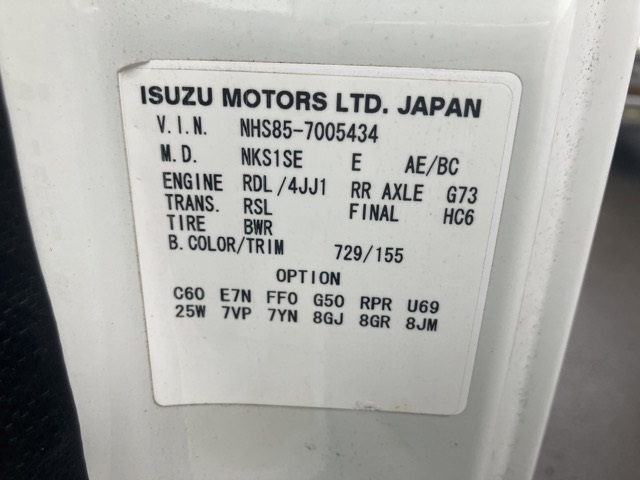 ISUZU MOTORS LTD. JAPAN
V.I.N. NHS85-7005434
M.D. NKS1SE E AE/BC
ENGINE RDL/4JJ1 RR AXLE G73
TRANS. RSL FINAL HC6
TIRE BWR
B.COLOR/TRIM 729/155
OPTION
C60 E7N FF0 G50 RPR U69
25W 7VP 7YN 8GJ 8GR 8JM